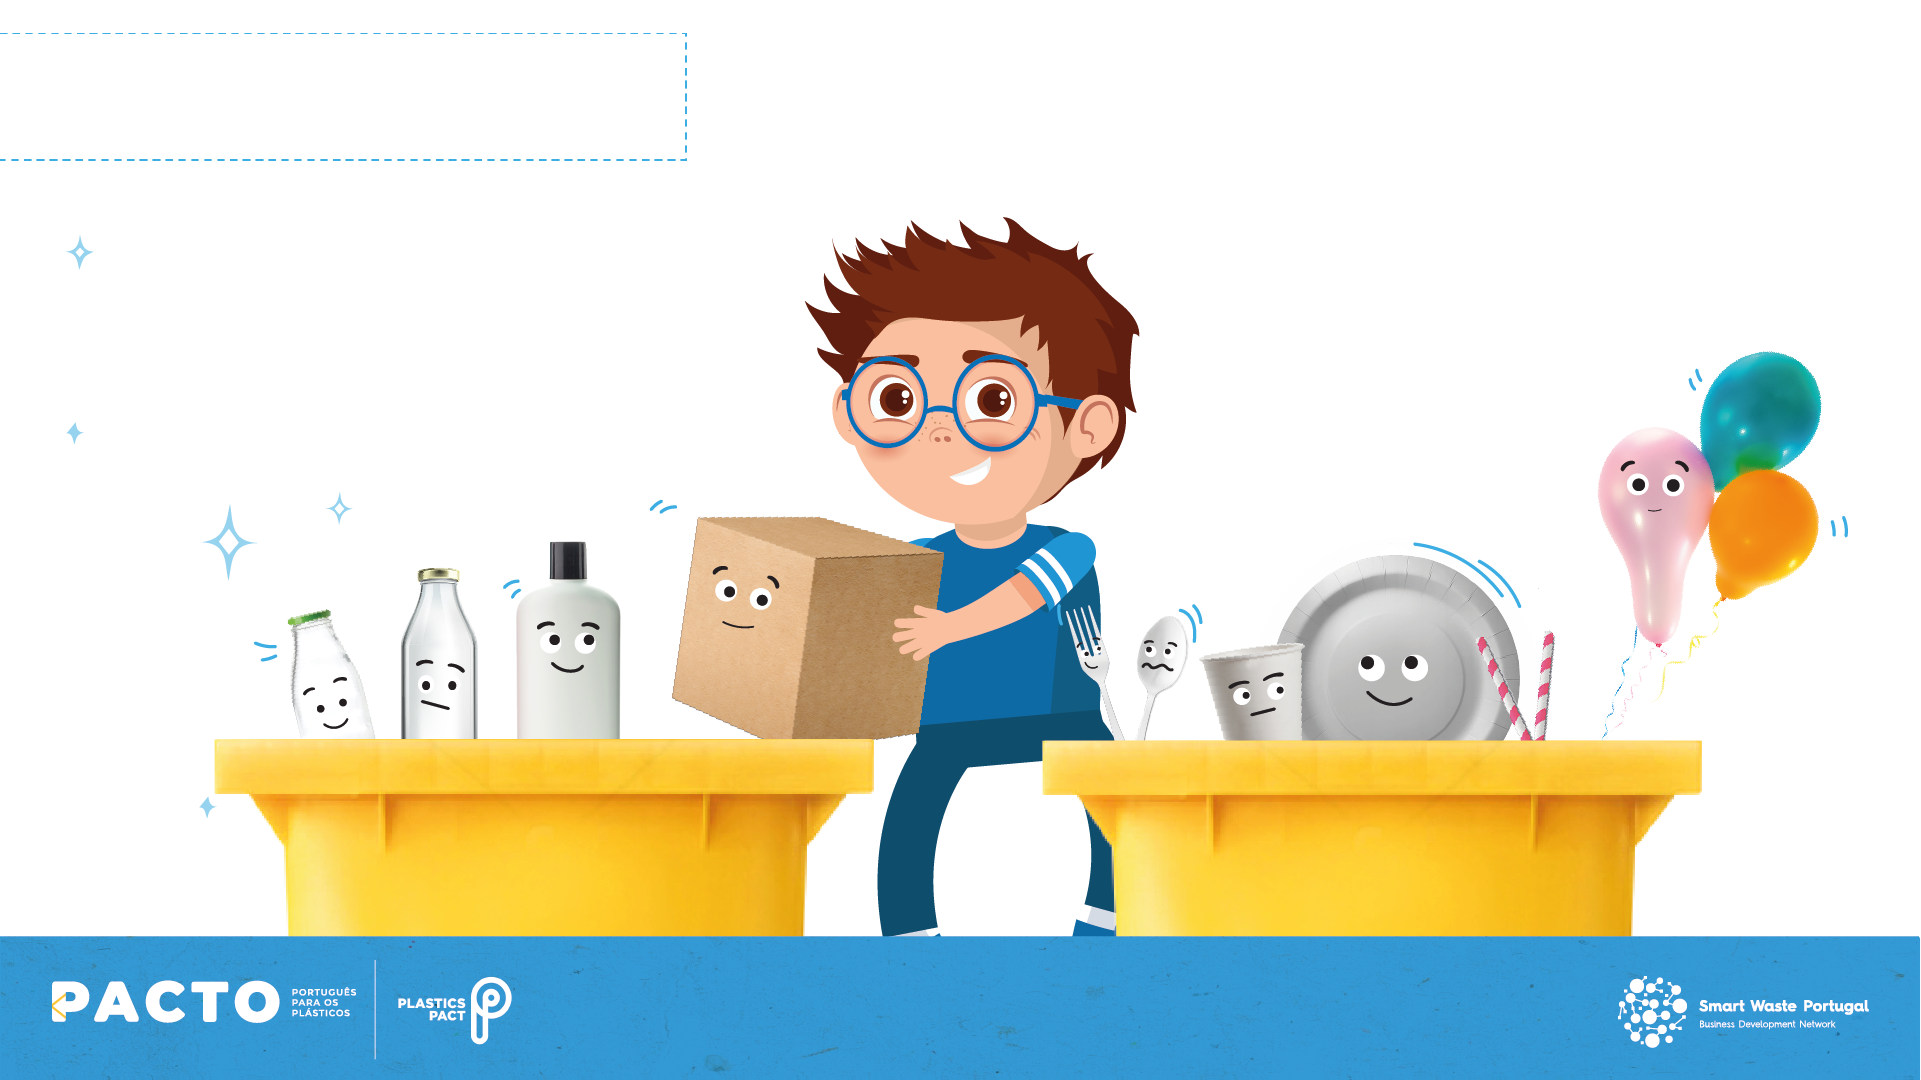 PACTO
PORTUGUÊS
PARA OS
PLÁSTICOS
PLASTICS
PACT
Smart Waste Portugal
Business Development Network